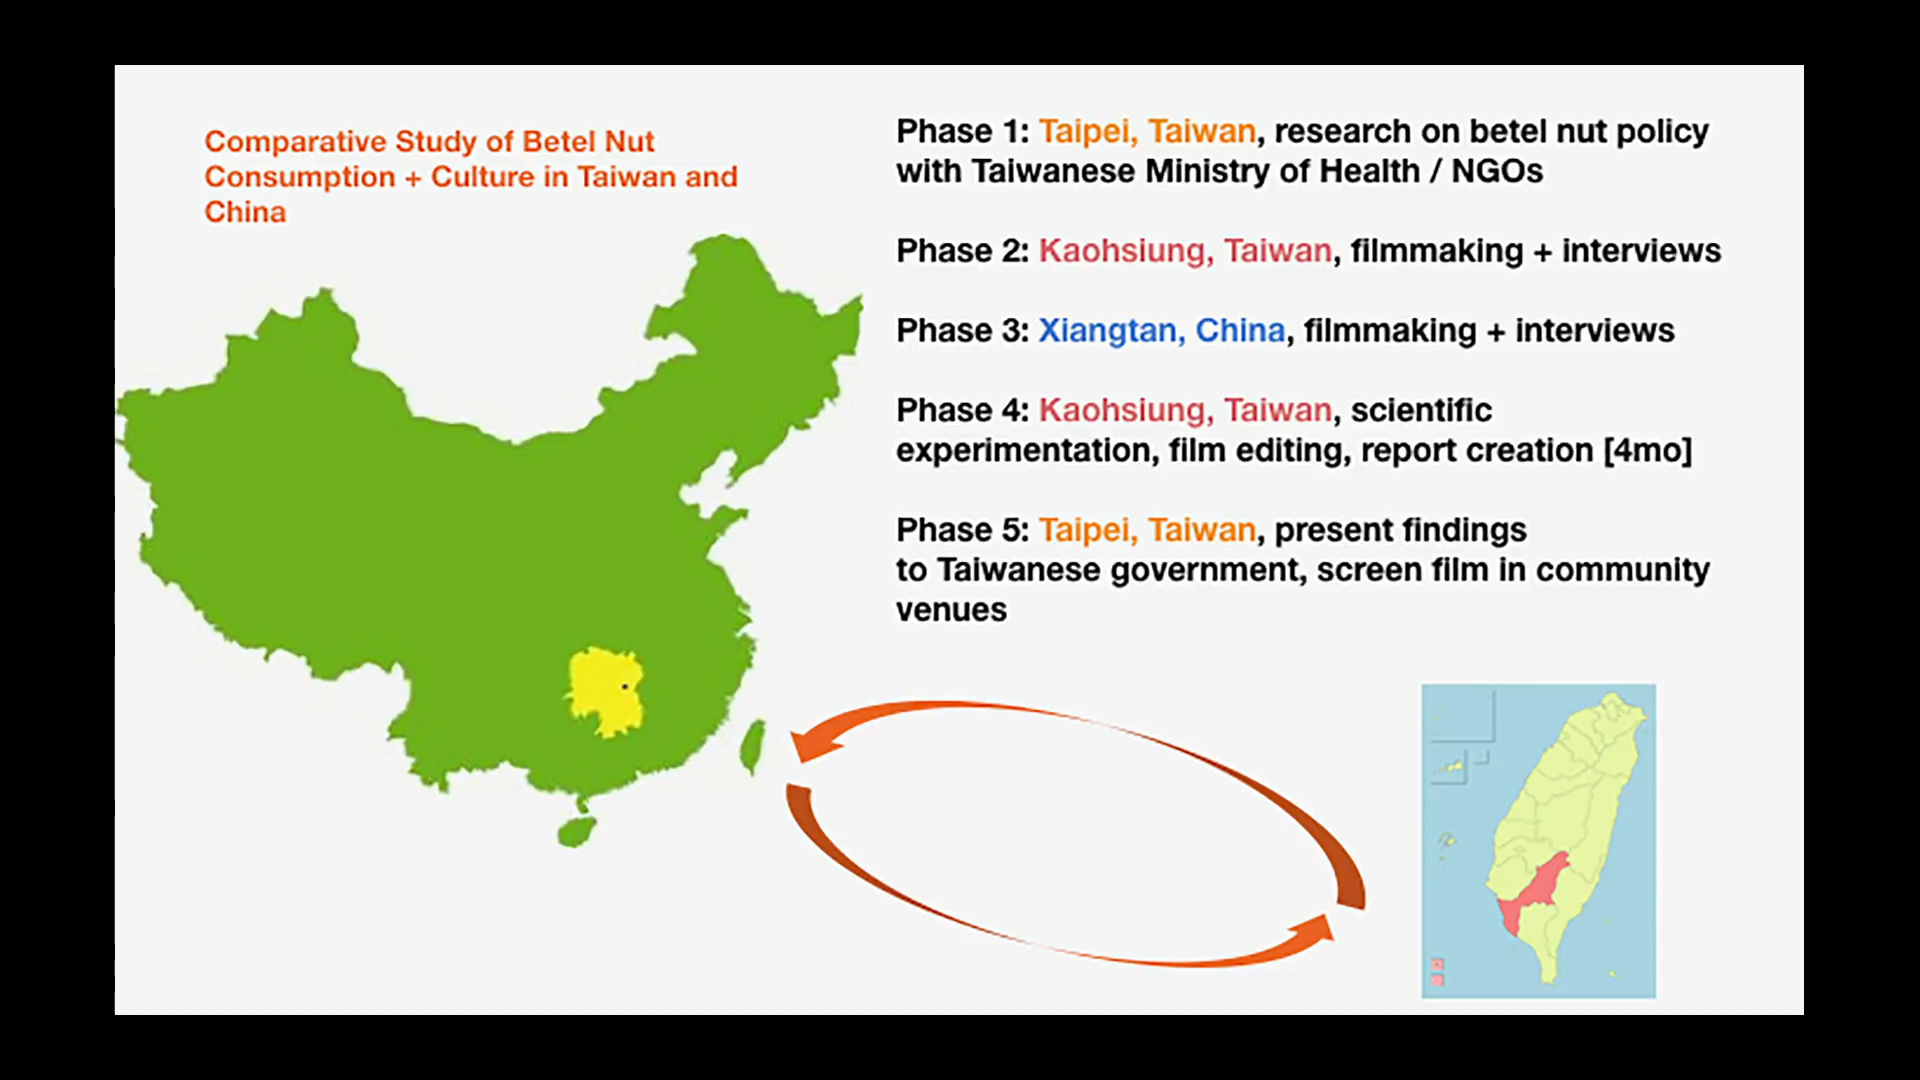 Comparative Study of Betel Nut
Consumption + Culture in Taiwan and
China
Phase 1: Taipei, Taiwan, research on betel nut policy
with Taiwanese Ministry of Health / NGOs
Phase 2: Kaohsiung, Taiwan, filmmaking + interviews
Phase 3: Xiangtan, China, filmmaking + interviews
Phase 4: Kaohsiung, Taiwan, scientific
experimentation, film editing, report creation [4mo]
Phase 5: Taipei, Taiwan, present findings
to Taiwanese government, screen film in community
venues